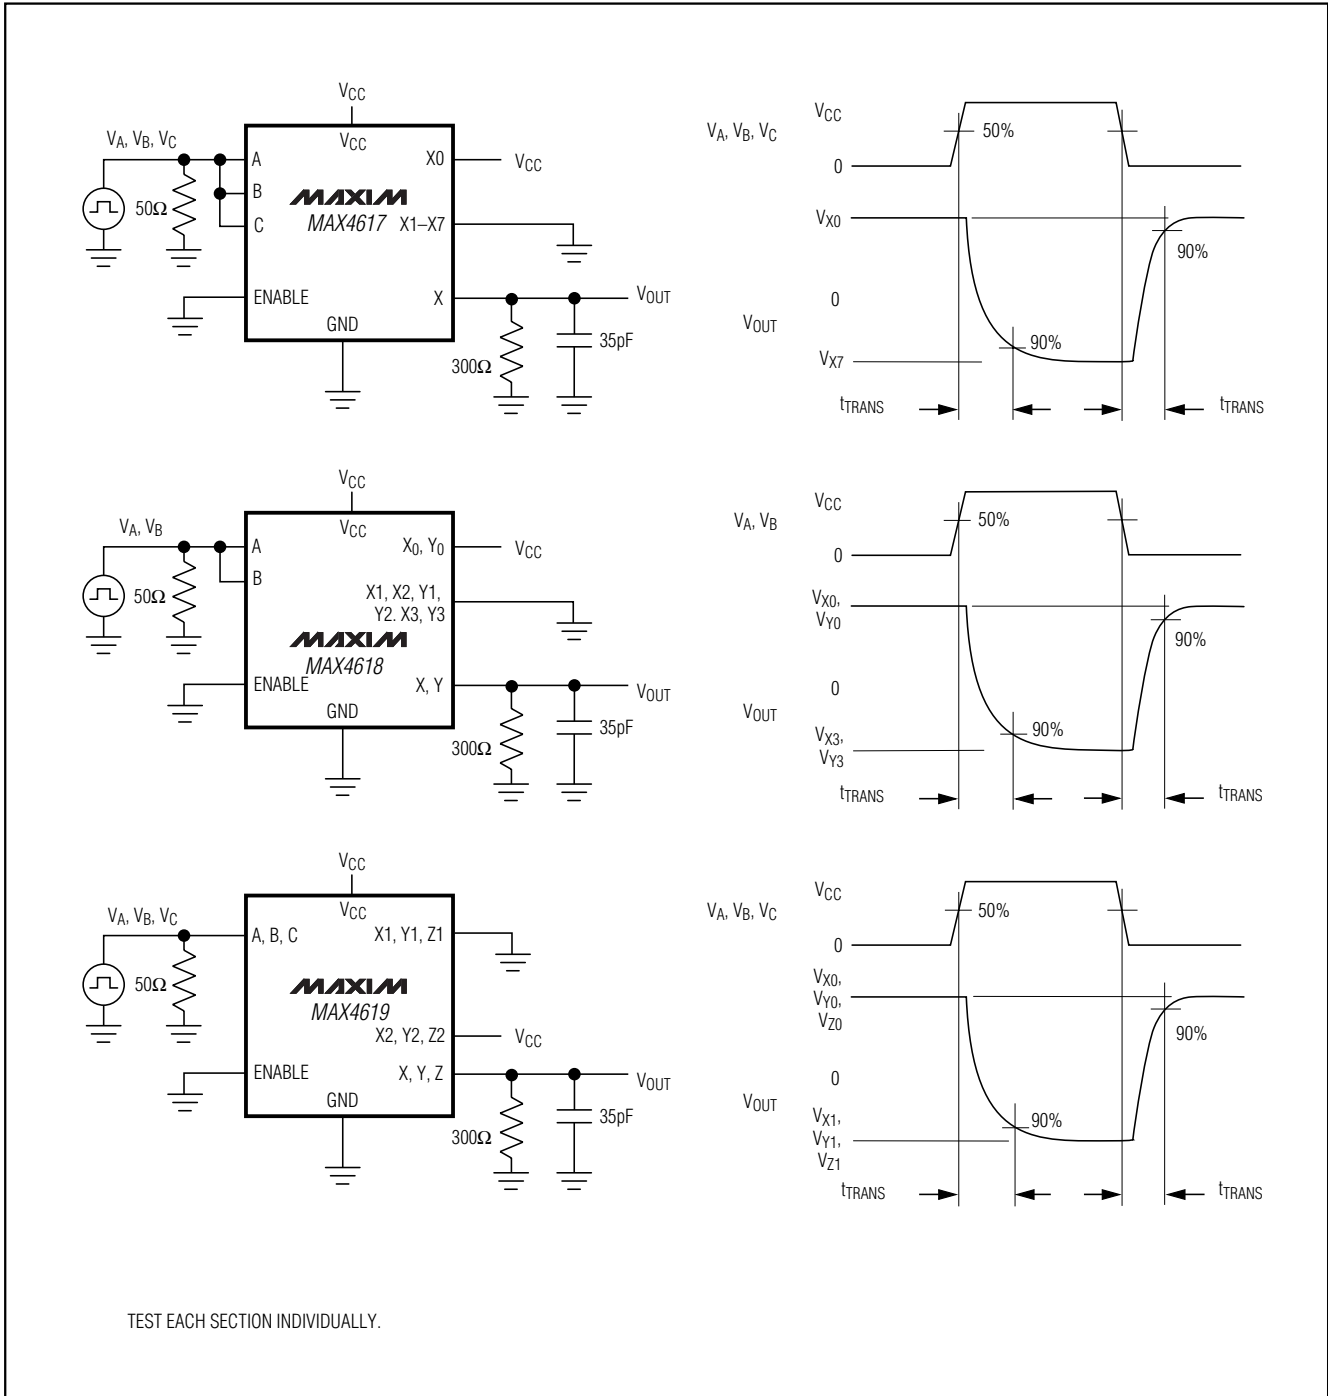 VCC
VA, VB, VC
VCC
A
X0
VCC
50Ω
B
MAXIM
MAX4617
C
X1–X7
ENABLE
X
VOUT
GND
300Ω
35pF
VA, VB, VC
VCC
50%
0
VX0
90%
0
VOUT
90%
VX7
tTRANS
tTRANS
VCC
VA, VB
VCC
A
X0, Y0
VCC
50Ω
B
X1, X2, Y1,
Y2. X3, Y3
MAXIM
MAX4618
ENABLE
X, Y
VOUT
GND
300Ω
35pF
VA, VB
VCC
50%
0
VX0,
VY0
90%
0
VOUT
VX3,
VY3
90%
tTRANS
tTRANS
VCC
VA, VB, VC
VCC
A, B, C
X1, Y1, Z1
50Ω
MAXIM
MAX4619
X2, Y2, Z2
VCC
ENABLE
X, Y, Z
VOUT
GND
300Ω
35pF
VA, VB, VC
VCC
50%
0
VX0,
VY0,
VZ0
90%
0
VOUT
VX1,
VY1,
VZ1
90%
tTRANS
tTRANS
TEST EACH SECTION INDIVIDUALLY.